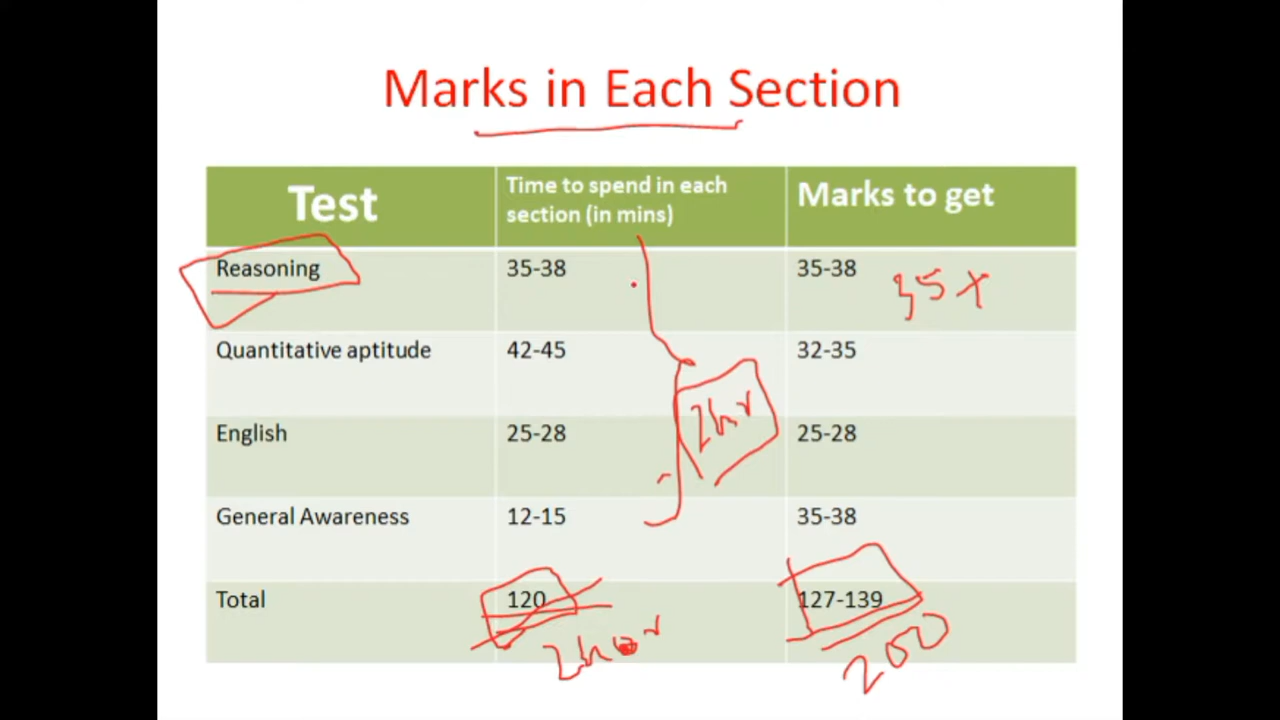 Marks in Each Section
Test
Time to spend in each
section (in mins)
Marks to get
Reasoning
35-38
35-38
35 x
Quantitative aptitude
42-45
32-35
2hr
English
25-28
25-28
General Awareness
12-15
35-38
Total
120
127-139
200